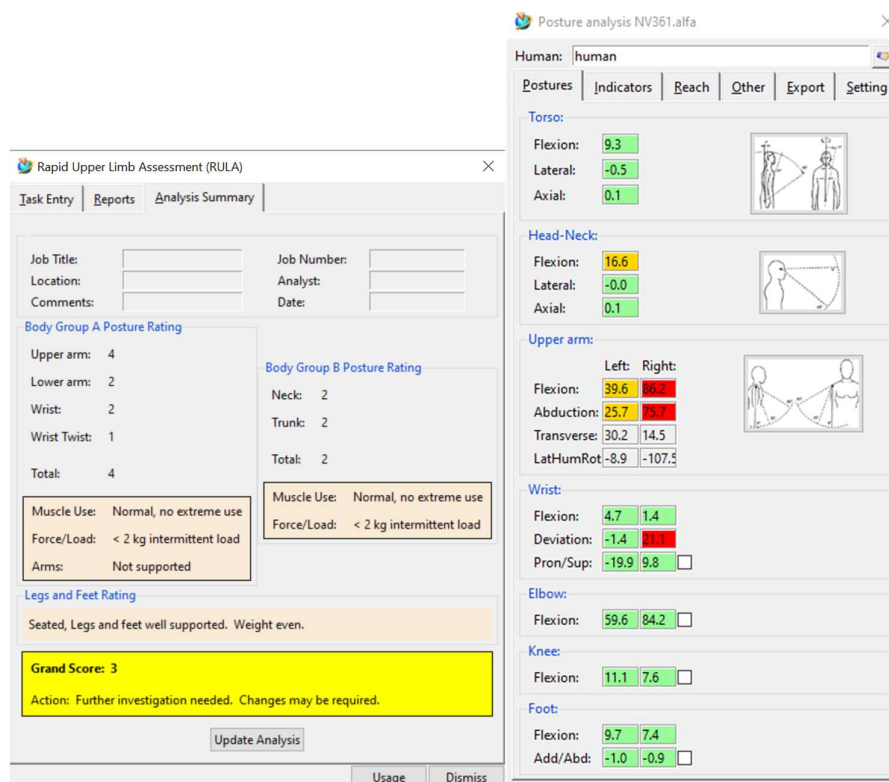 Rapid Upper Limb Assessment (RULA)
Task Entry Reports Analysis Summary
Job Title: Job Number:
Location: Analyst:
Comments: Date:
Body Group A Posture Rating
Upper arm: 4
Lower arm: 2
Wrist: 2
Wrist Twist: 1
Total: 4
Muscle Use: Normal, no extreme use
Force/Load: < 2 kg intermittent load
Arms: Not supported
Body Group B Posture Rating
Neck: 2
Trunk: 2
Total: 2
Muscle Use: Normal, no extreme use
Force/Load: < 2 kg intermittent load
Legs and Feet Rating
Seated, Legs and feet well supported. Weight even.
Grand Score: 3
Action: Further investigation needed. Changes may be required.
Update Analysis
Usage Dismiss
Posture analysis NV361.alfa
Human: human
Postures Indicators Reach Other Export Setting
Torso:
Flexion: 9.3
Lateral: -0.5
Axial: 0.1
Head-Neck:
Flexion: 16.6
Lateral: -0.0
Axial: 0.1
Upper arm:
Left: Right:
Flexion: 39.6 86.2
Abduction: 25.7 75.7
Transverse: 30.2 14.5
LatHumRot -8.9 -107.5
Wrist:
Flexion: 4.7 1.4
Deviation: -1.4 21.1
Pron/Sup: -19.9 9.8
Elbow:
Flexion: 59.6 84.2
Knee:
Flexion: 11.1 7.6
Foot:
Flexion: 9.7 7.4
Add/Abd: -1.0 -0.9